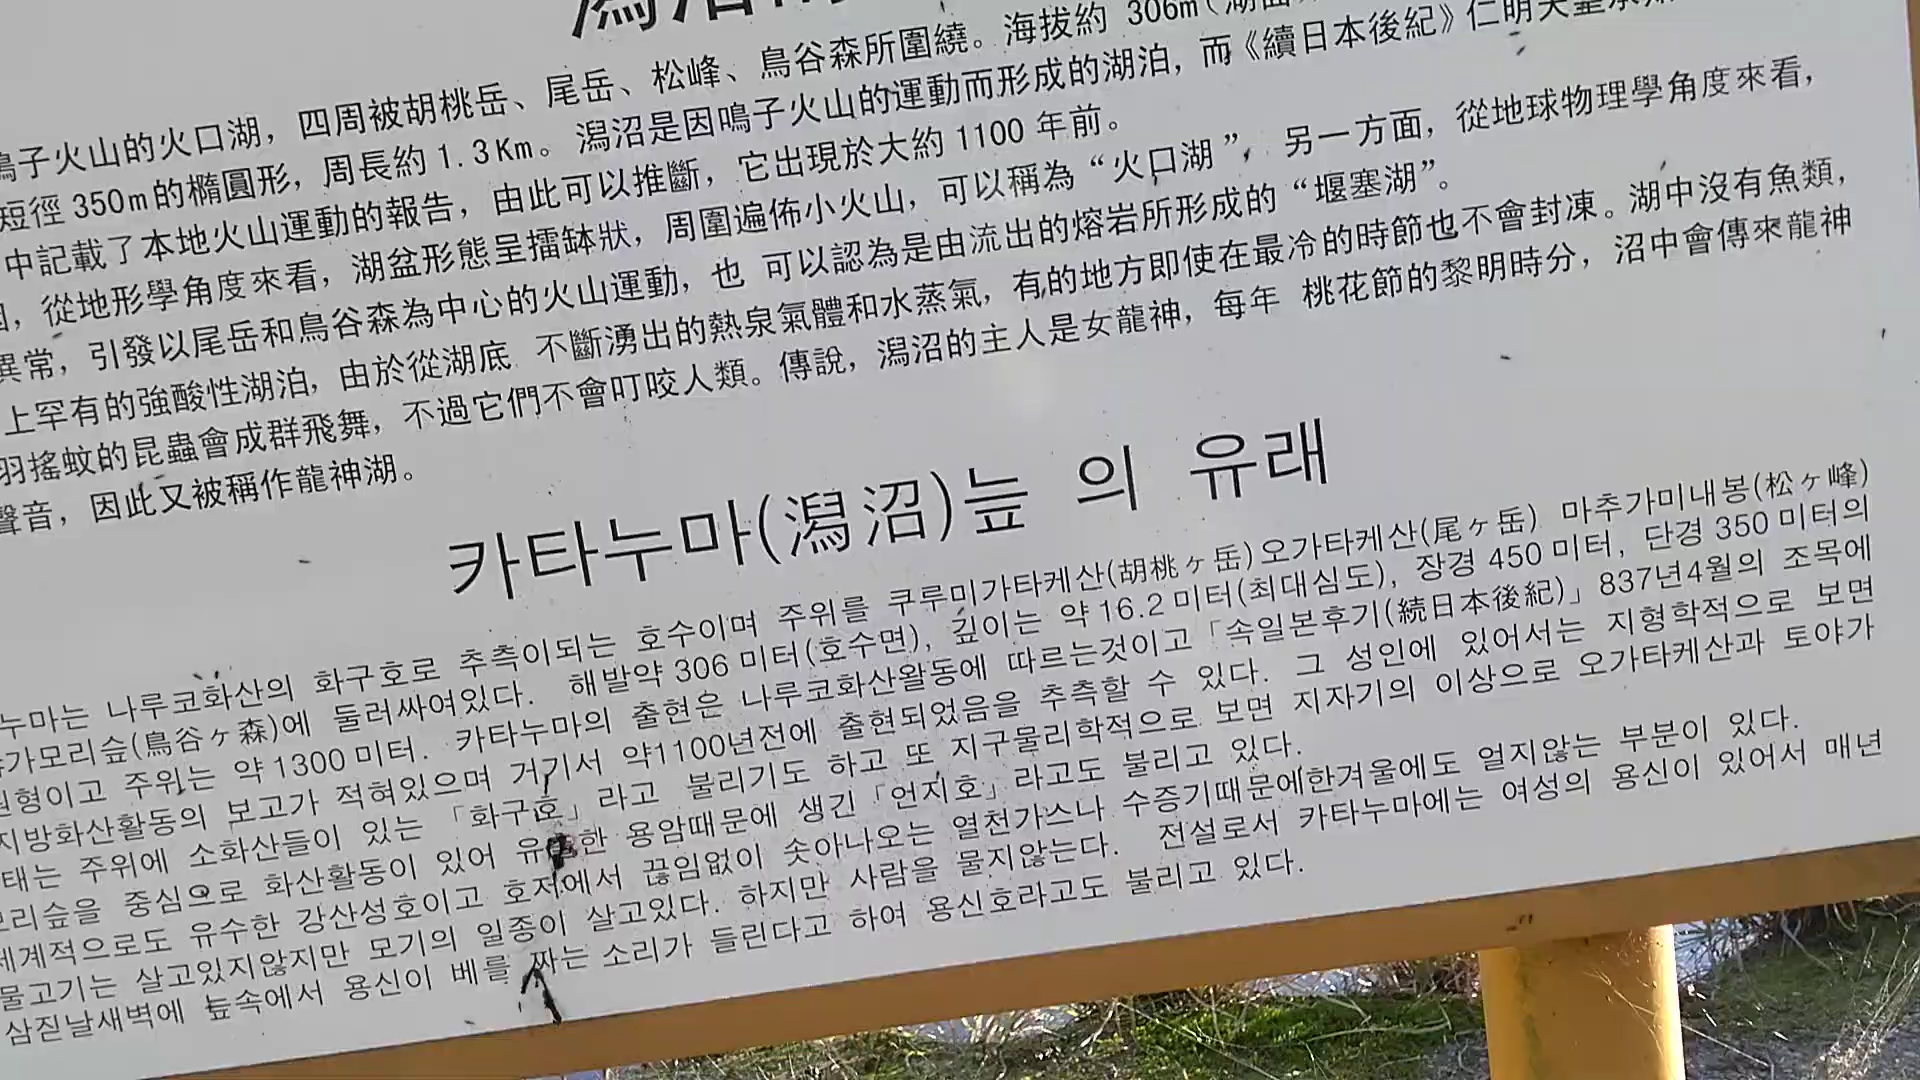 鳴子火山的火口湖，四周被胡桃岳、尾岳、松峰、鳥谷森所圍繞。海拔約 306m
短徑 350m的橢圓形，周長約 1.3Km。潟沼是因鳴子火山的運動而形成的湖泊，而《續日本後紀》仁明天皇
中記載了本地火山運動的報告，由此可以推斷，它出現於大約 1100 年前。
，從地形學角度來看，湖盆形態呈擂缽狀，周圍遍佈小火山，可以稱為“火口湖”，另一方面，從地球物理學角度來看，
異常，引發以尾岳和鳥谷森為中心的火山運動，也 可以認為是由流出的熔岩所形成的“堰塞湖”。
上罕有的強酸性湖泊，由於從湖底 不斷湧出的熱泉氣體和水蒸氣，有的地方即使在最冷的時節也不會封凍。湖中沒有魚類，
羽搖蚊的昆蟲會成群飛舞，不過它們不會叮咬人類。傳說，潟沼的主人是女龍神，每年 桃花節的黎明時分，沼中會傳來龍神
聲音，因此又被稱作龍神湖。
카타누마(潟沼)늪 의 유래
누마는 나루코화산의 화구호로 추측이되는 호수이며 주위를 쿠루미가타케산(胡桃ヶ岳)오가타케산(尾ヶ岳) 마추가미내봉(松ヶ峰)
가모리숲(鳥谷ヶ森)에 둘러싸여있다. 해발약 306 미터(호수면), 깊이는 약 16.2 미터(최대심도), 장경 450 미터, 단경 350 미터의
원형이고 주위는 약 1300 미터. 카타누마의 출현은 나루코화산왈동에 따르는것이고「속일본후기(続日本後紀)」837년4월의 조목에
지방화산활동의 보고가 적혀있으며 거기서 약1100년전에 출현되었음을 추측할 수 있다. 그 성인에 있어서는 지형학적으로 보면
태는 주위에 소화산들이 있는 「화구호」라고 불리기도 하고 또 지구물리학적으로 보면 지자기의 이상으로 오가타케산과 토야가
모리숲을 중심으로 화산활동이 있어 한 용암때문에 생긴「언지호」라고도 불리고 있다.
세계적으로도 유수한 강산성호이고 호저에서 끊임없이 솟아나오는 열천가스나 수증기때문에한겨울에도 얼지않는 부분이 있다.
물고기는 살고있지않지만 모기의 일종이 살고있다. 하지만 사람을 물지않는다. 전설로서 카타누마에는 여성의 용신이 있어서 매년
삼짇날새벽에 늪속에서 용신이 베를 짜는 소리가 들린다고 하여 용신호라고도 불리고 있다.